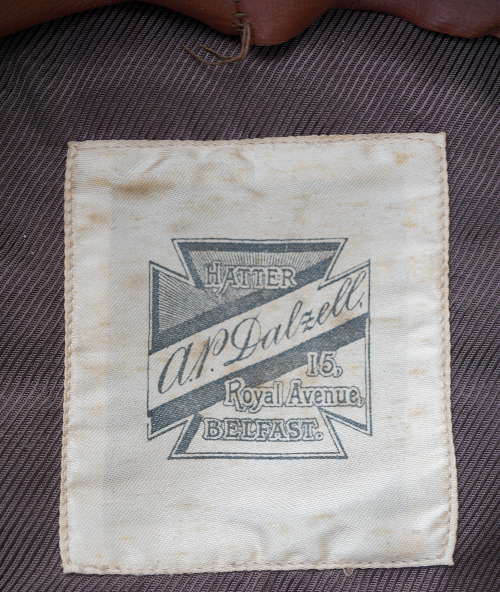 HATTER
A.P. Dalzell.
15,
Royal Avenue,
BELFAST.